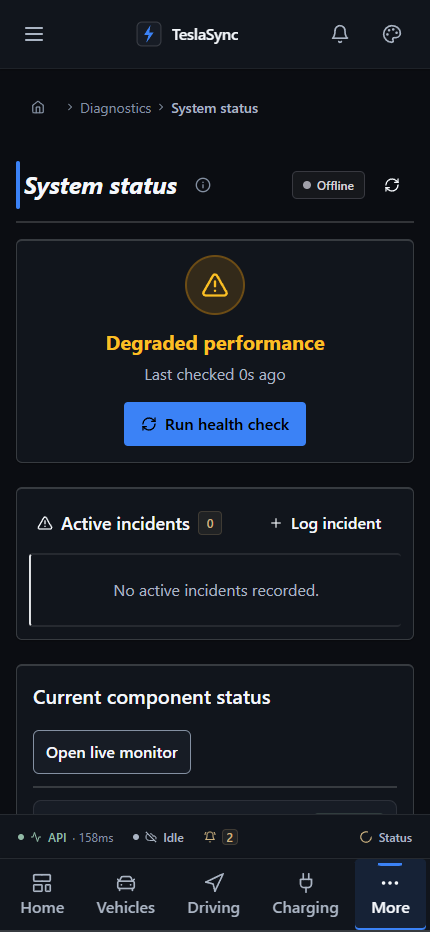 TeslaSync
Diagnostics
System status
System status
Offline
Degraded performance
Last checked 0s ago
Run health check
Active incidents 0
Log incident
No active incidents recorded.
Current component status
Open live monitor
API · 158ms
Idle
2
Status
Home
Vehicles
Driving
Charging
More